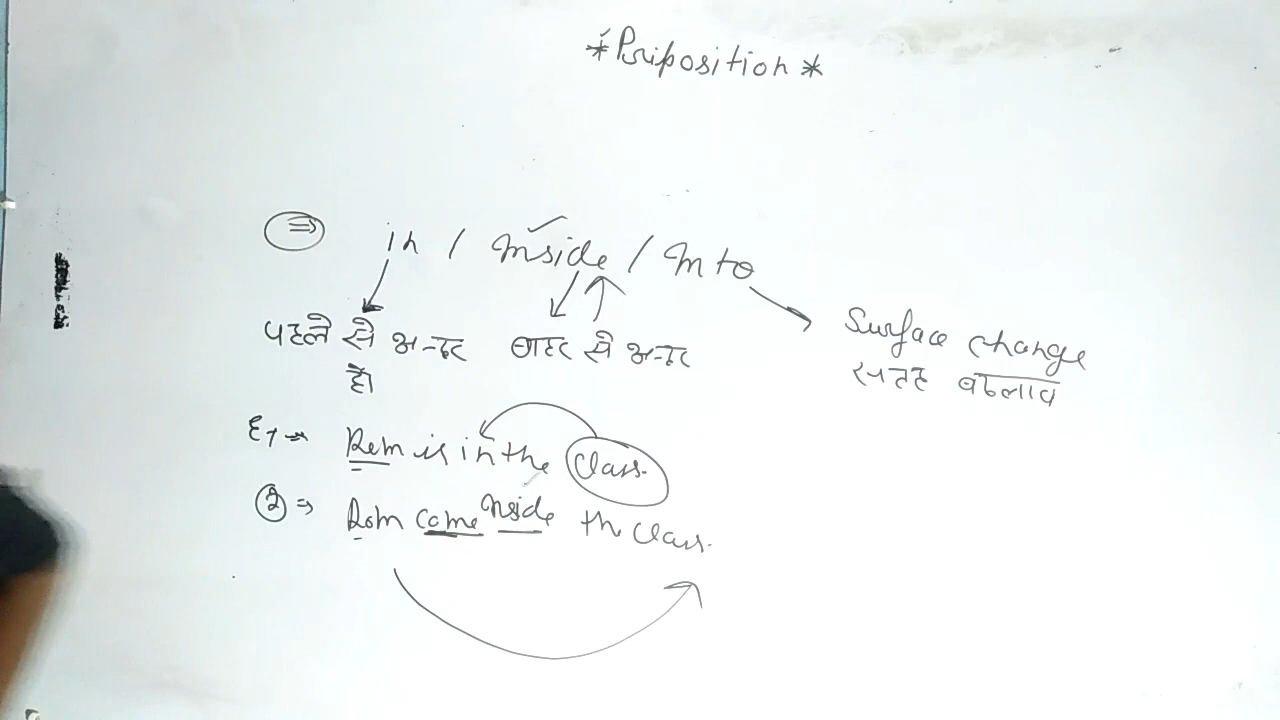 *Priposition*
⇒ in / Inside / Into
पहले से अन्दर है। बाहर से अन्दर
Surface change
सतह बदलाव
Ex → Ram is in the class.
② ⇒ Ram come inside the class.